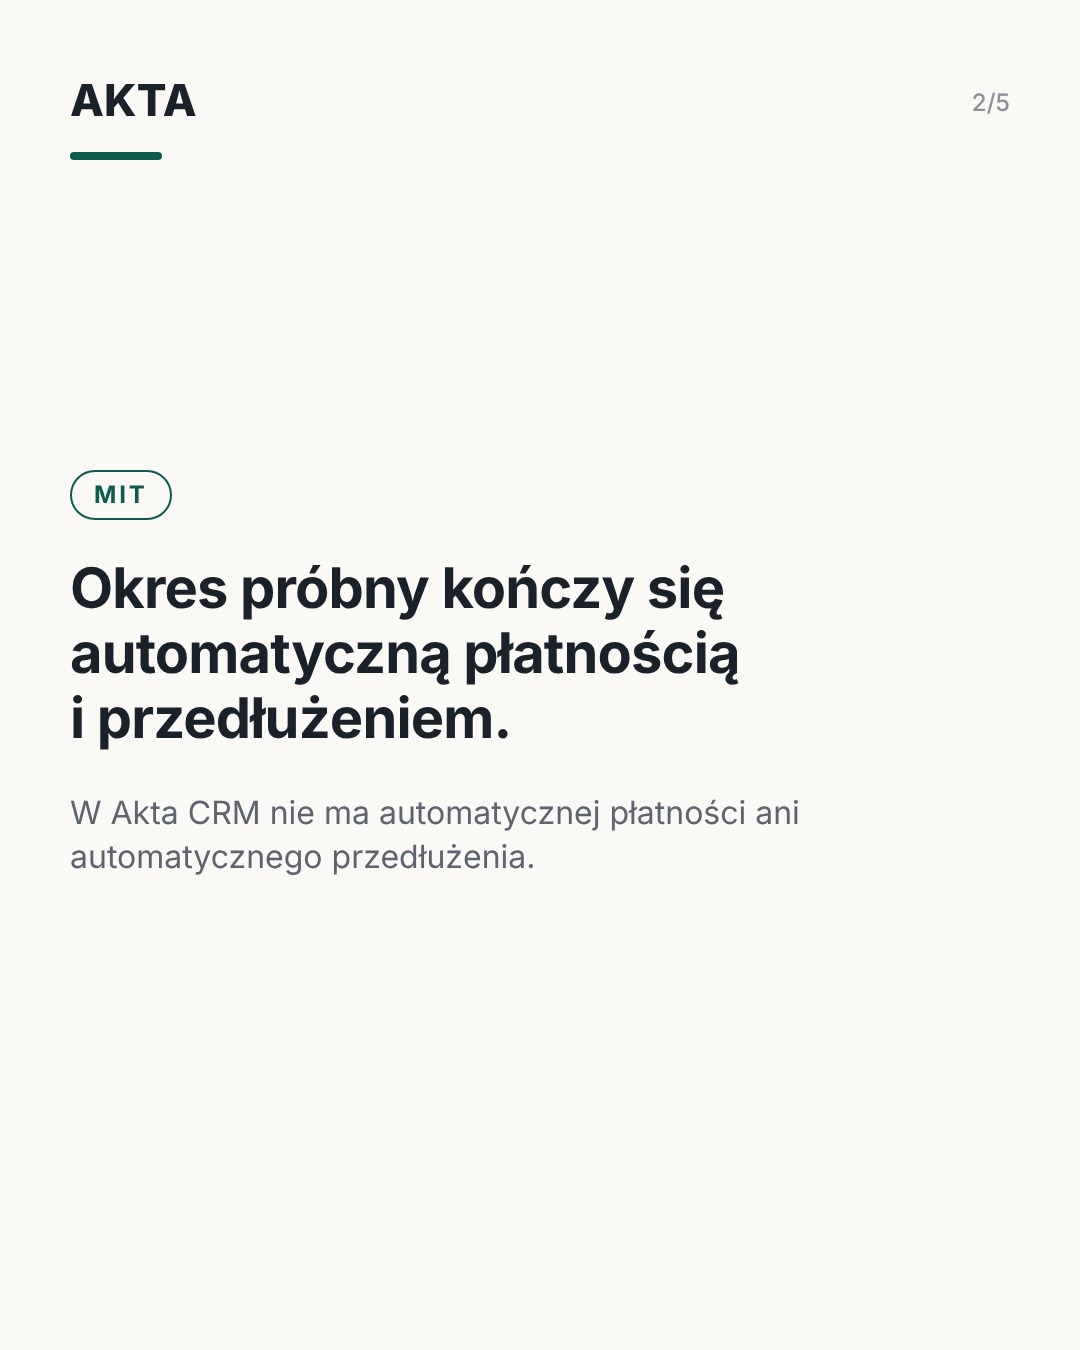 AKTA
2/5
MIT
Okres próbny kończy się
automatyczną płatnością
i przedłużeniem.
W Akta CRM nie ma automatycznej płatności ani
automatycznego przedłużenia.